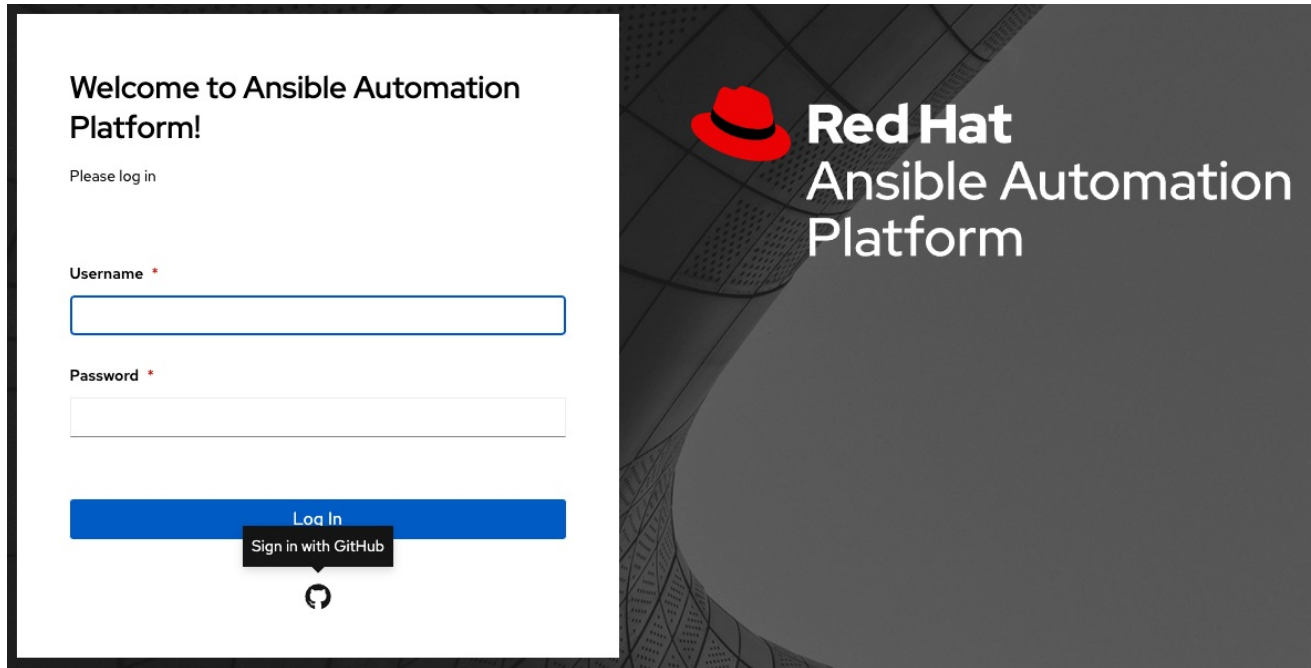 Welcome to Ansible Automation
Platform!
Please log in
Username *
Password *
Log In
Sign in with GitHub
Red Hat
Ansible Automation
Platform